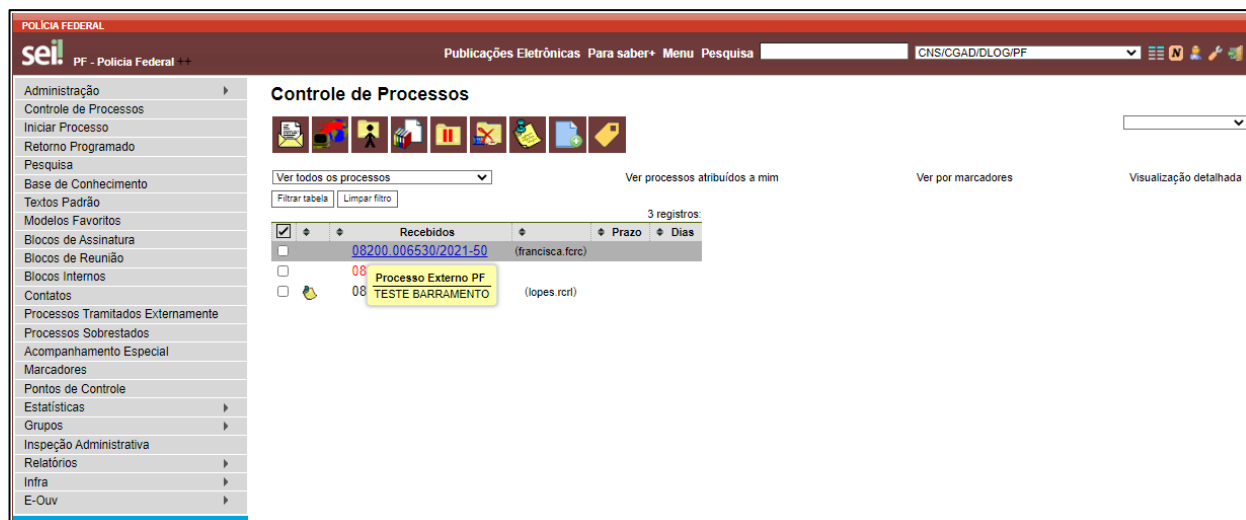 POLÍCIA FEDERAL
sei! PF - Polícia Federal ++
Publicações Eletrônicas Para saber+ Menu Pesquisa CNS/CGAD/DLOG/PF
N
Administração
Controle de Processos
Iniciar Processo
Retorno Programado
Pesquisa
Base de Conhecimento
Textos Padrão
Modelos Favoritos
Blocos de Assinatura
Blocos de Reunião
Blocos Internos
Contatos
Processos Tramitados Externamente
Processos Sobrestados
Acompanhamento Especial
Marcadores
Pontos de Controle
Estatísticas
Grupos
Inspeção Administrativa
Relatórios
Infra
E-Ouv
Controle de Processos
Ver todos os processos Ver processos atribuídos a mim Ver por marcadores Visualização detalhada
Filtrar tabela Limpar filtro
3 registros:
Recebidos Prazo Dias
08200.006530/2021-50 (francisca.fcrc)
08
Processo Externo PF
08 TESTE BARRAMENTO (lopes.rcrl)